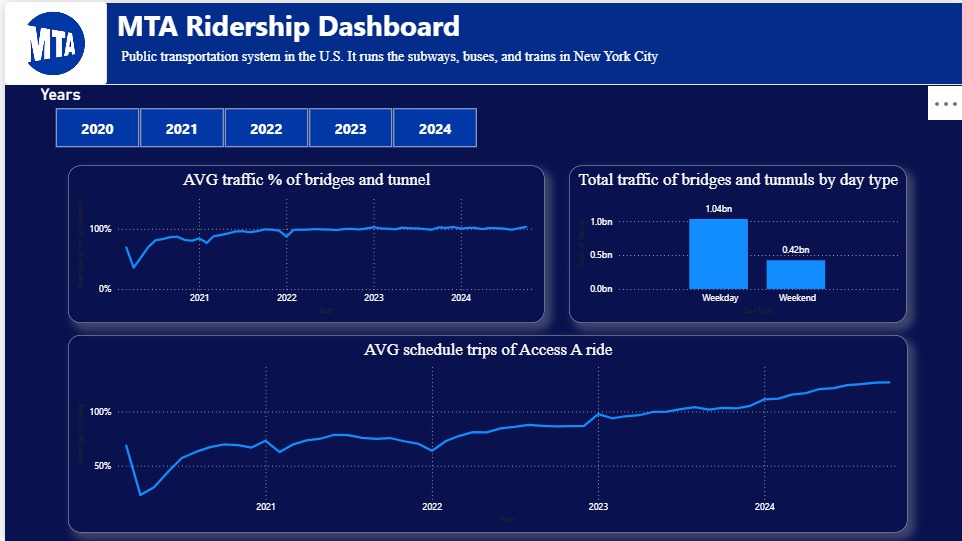 MTA
MTA Ridership Dashboard
Public transportation system in the U.S. It runs the subways, buses, and trains in New York City
Years
2020
2021
2022
2023
2024
AVG traffic % of bridges and tunnel
100%
0%
2021
2022
2023
2024
Year
Total traffic of bridges and tunnuls by day type
1.0bn
0.5bn
0.0bn
1.04bn
0.42bn
Weekday
Weekend
DayType
AVG schedule trips of Access A ride
100%
50%
2021
2022
2023
2024
Year